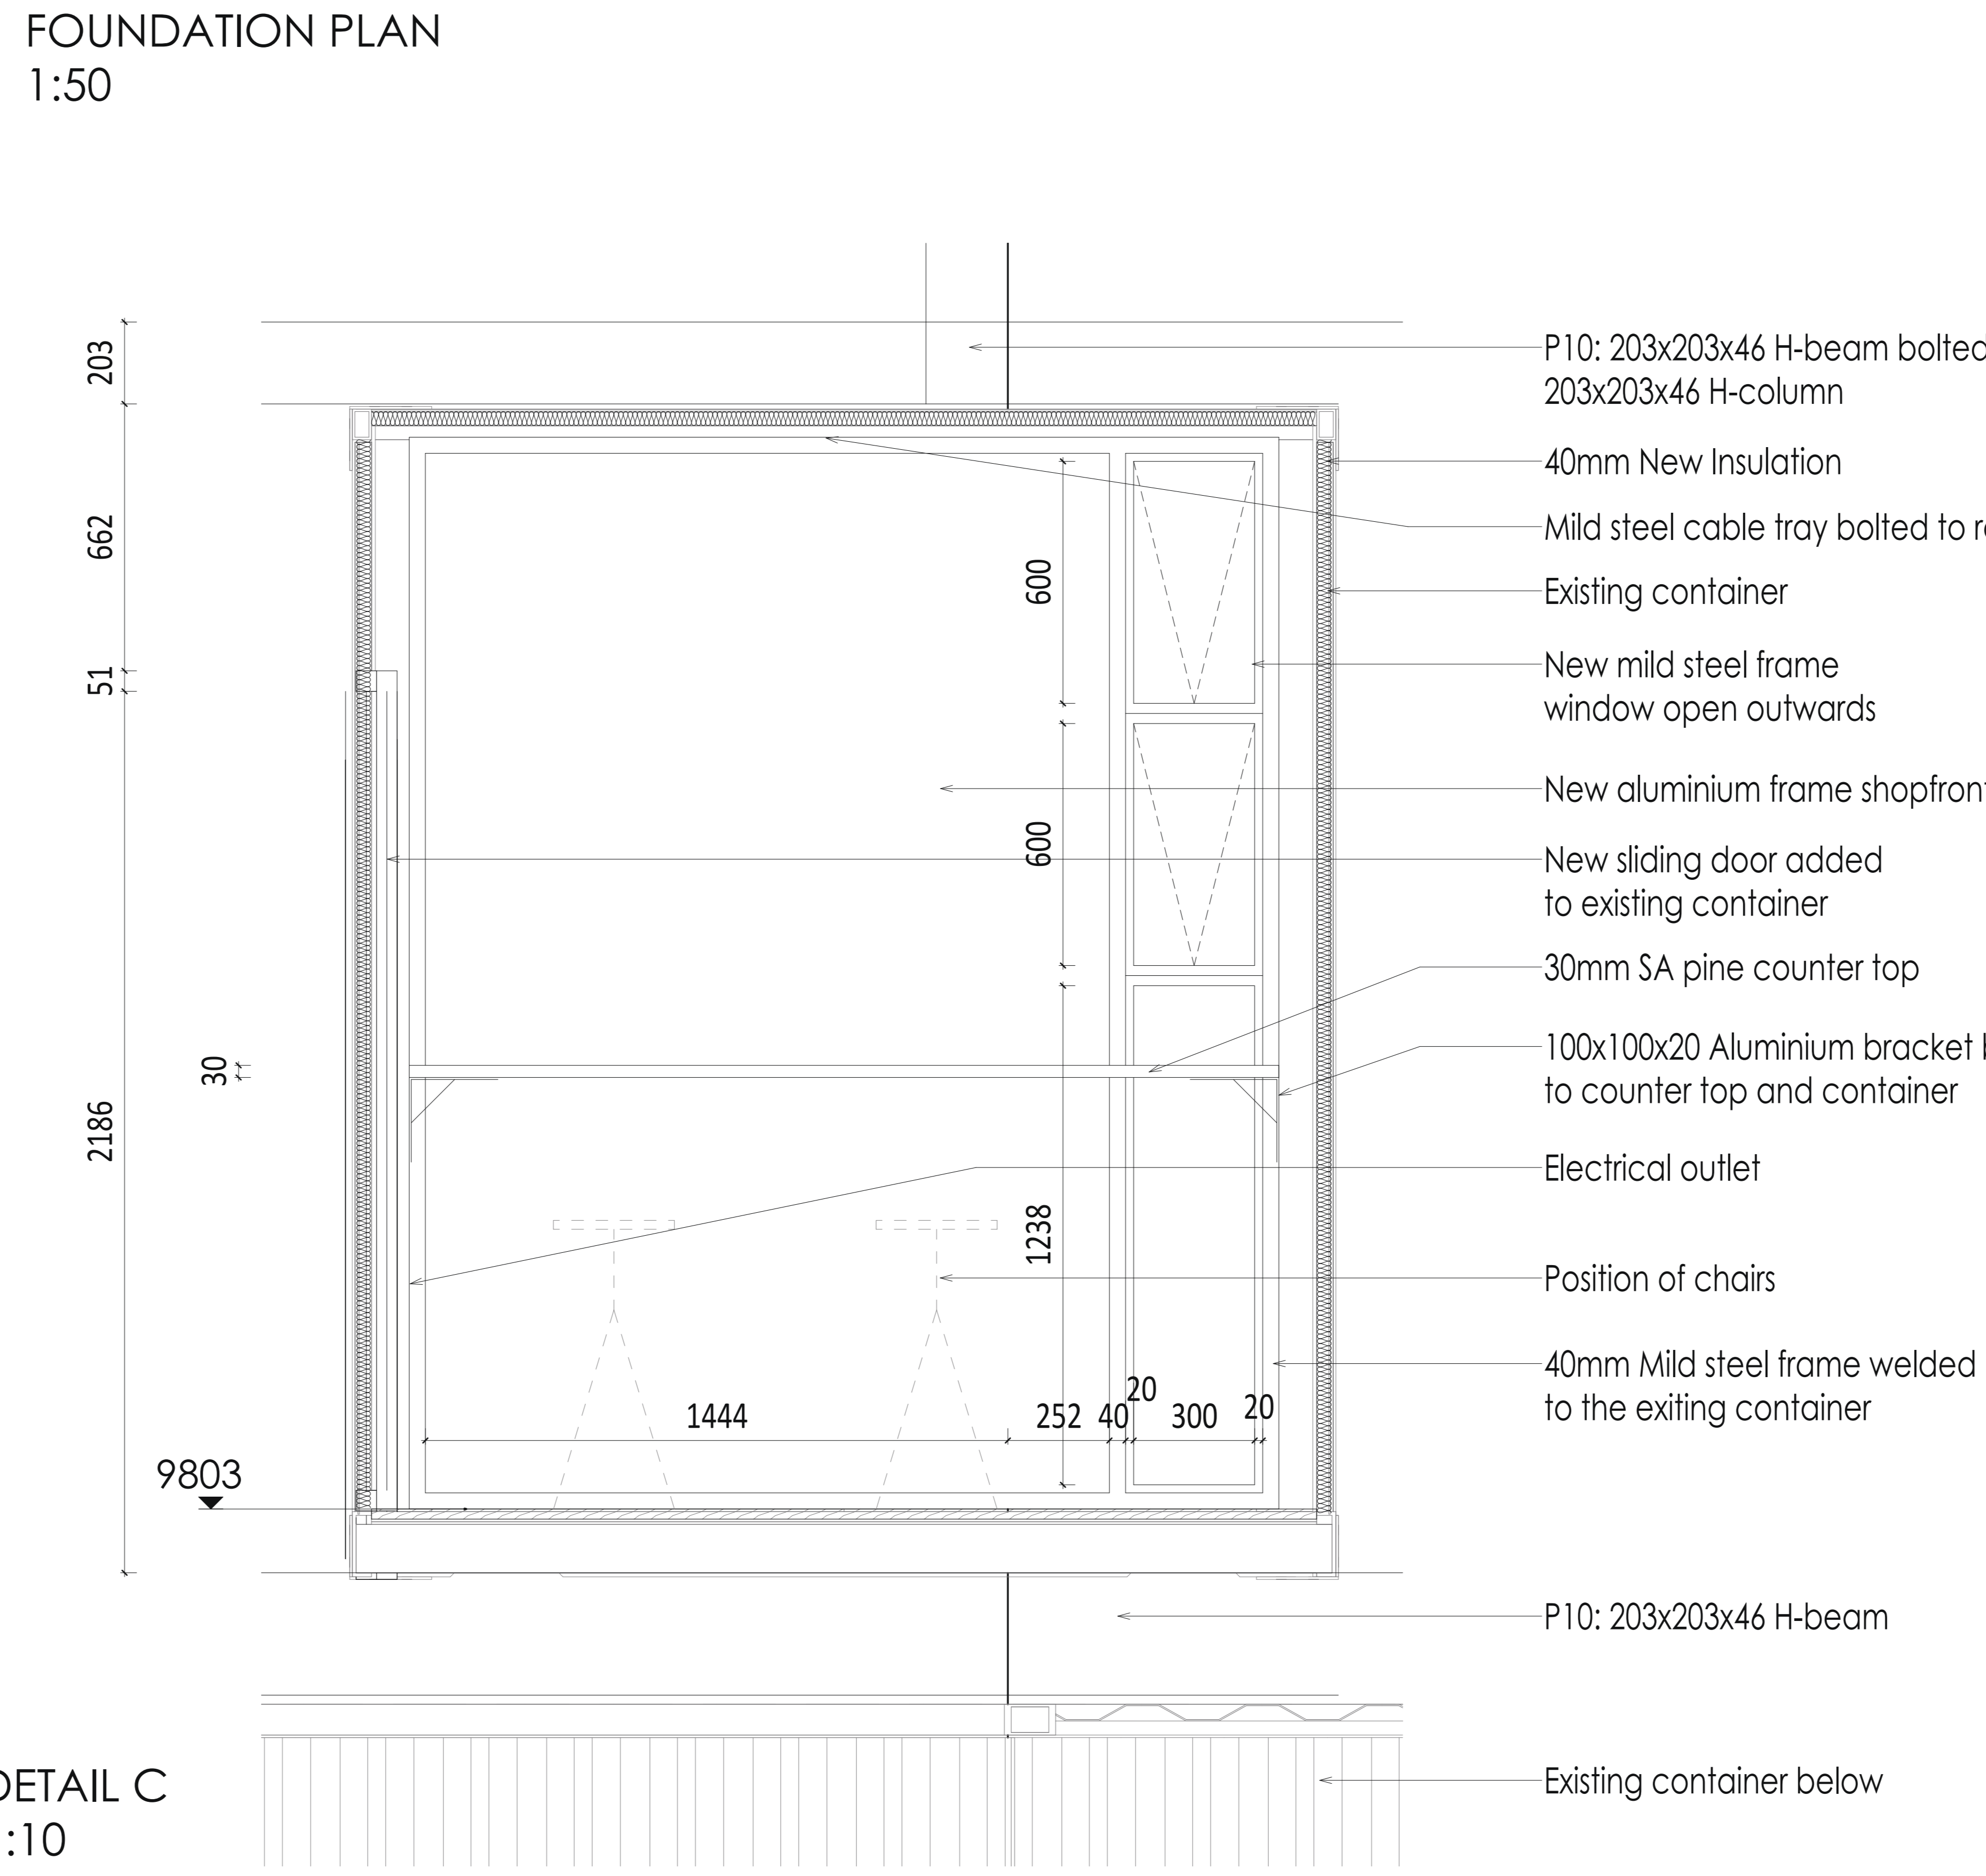 FOUNDATION PLAN
1:50
203
662
51
2186
30
9803
600
600
1238
1444
252
40
20
300
20
P10: 203x203x46 H-beam bolted
203x203x46 H-column
40mm New Insulation
Mild steel cable tray bolted to
Existing container
New mild steel frame
window open outwards
New aluminium frame shopfront
New sliding door added
to existing container
30mm SA pine counter top
100x100x20 Aluminium bracket
to counter top and container
Electrical outlet
Position of chairs
40mm Mild steel frame welded
to the exiting container
P10: 203x203x46 H-beam
Existing container below
DETAIL C
:10